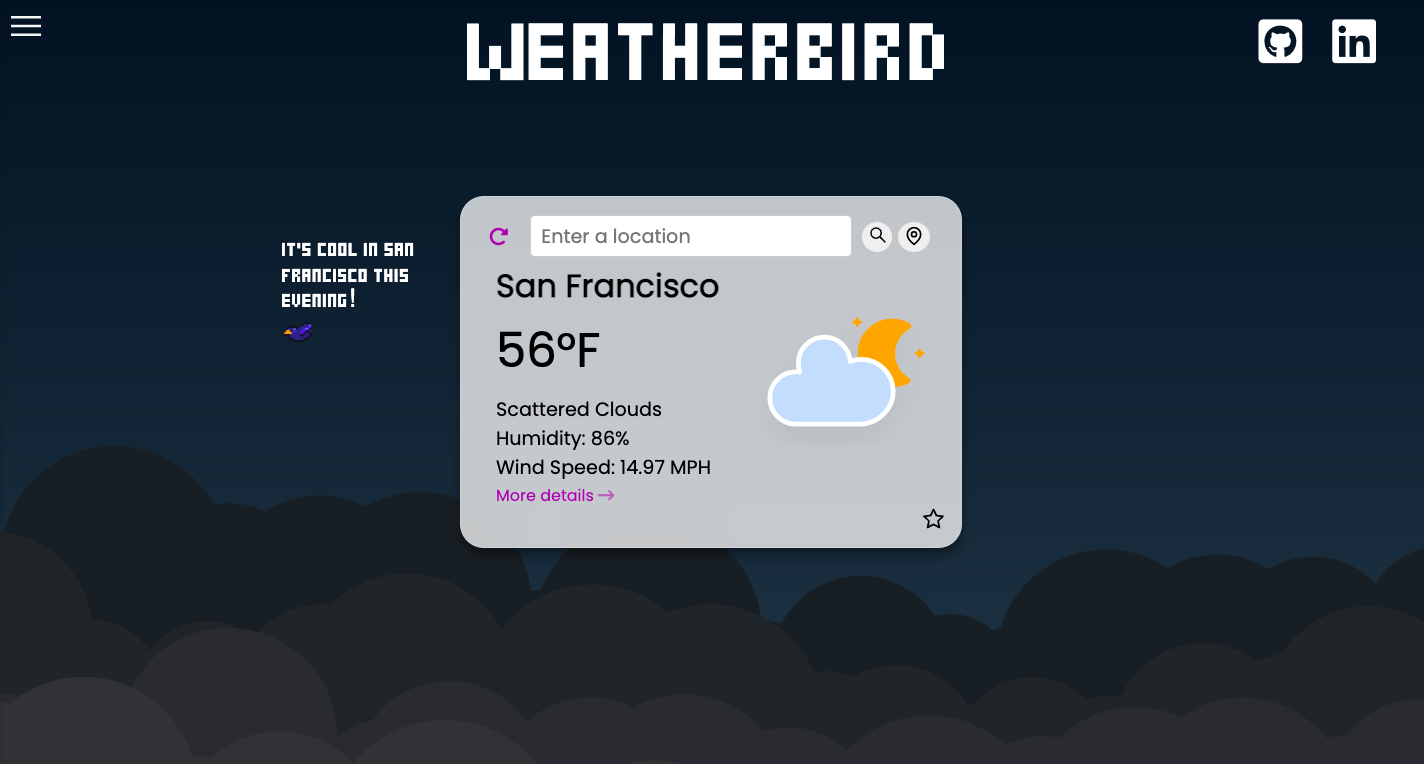 WEATHERBIRD
in
IT'S COOL IN SAN
FRANCISCO THIS
EVENING!
Enter a location
San Francisco
56°F
Scattered Clouds
Humidity: 86%
Wind Speed: 14.97 MPH
More details →